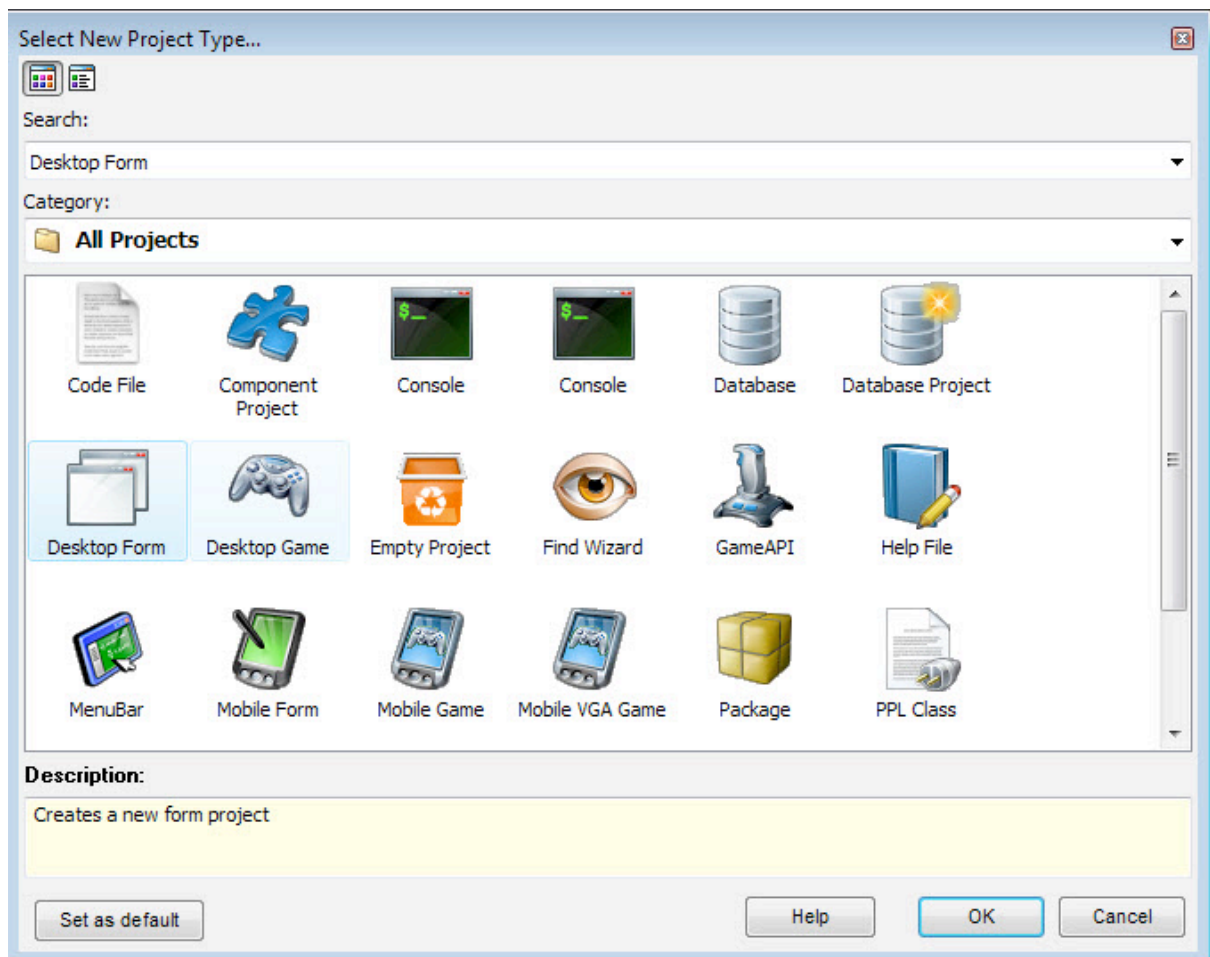 Select New Project Type...
Search:
Desktop Form
Category:
All Projects
$_ $_
Code File Component Console Console Database Database Project
Project
Desktop Form Desktop Game Empty Project Find Wizard GameAPI Help File
MenuBar Mobile Form Mobile Game Mobile VGA Game Package PPL Class
Description:
Creates a new form project
Set as default Help OK Cancel